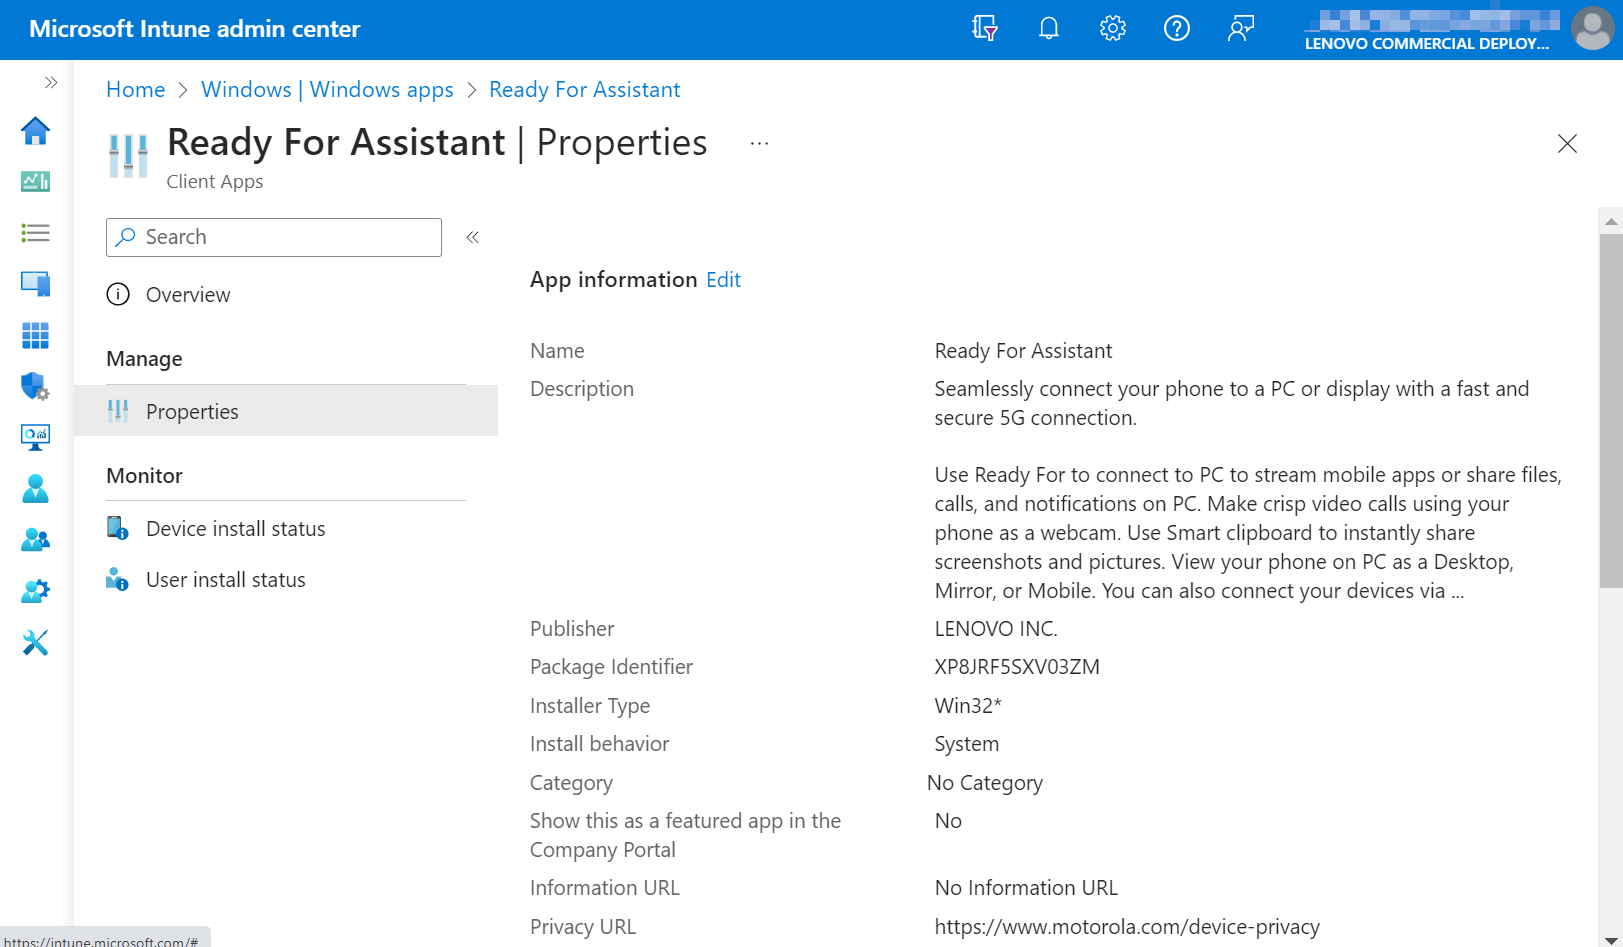 Microsoft Intune admin center
LENOVO COMMERCIAL DEPLOY...
Home > Windows | Windows apps > Ready For Assistant
Ready For Assistant | Properties ...
Client Apps
Search
Overview
Manage
Properties
Monitor
Device install status
User install status
App information Edit
Name Ready For Assistant
Description Seamlessly connect your phone to a PC or display with a fast and
secure 5G connection.
Use Ready For to connect to PC to stream mobile apps or share files,
calls, and notifications on PC. Make crisp video calls using your
phone as a webcam. Use Smart clipboard to instantly share
screenshots and pictures. View your phone on PC as a Desktop,
Mirror, or Mobile. You can also connect your devices via ...
Publisher LENOVO INC.
Package Identifier XP8JRF5SXV03ZM
Installer Type Win32*
Install behavior System
Category No Category
Show this as a featured app in the No
Company Portal
Information URL No Information URL
Privacy URL https://www.motorola.com/device-privacy
https://intune.microsoft.com/#